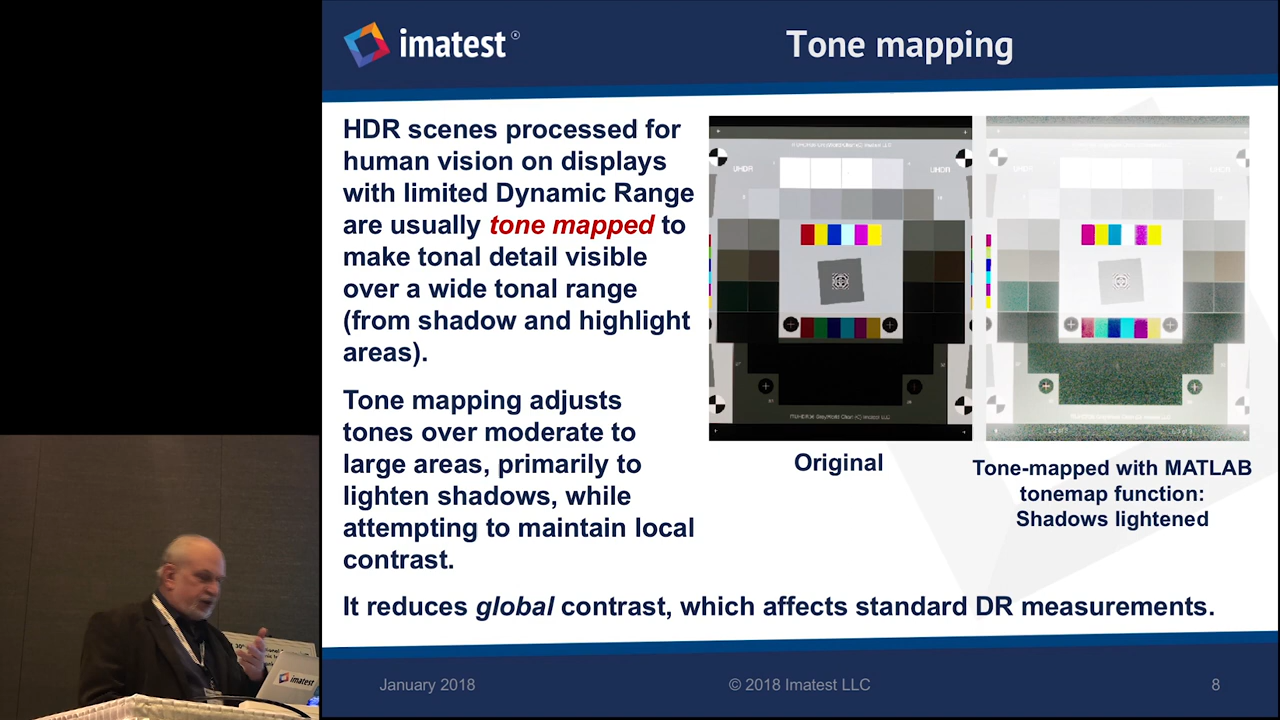 imatest®
Tone mapping
HDR scenes processed for
human vision on displays
with limited Dynamic Range
are usually tone mapped to
make tonal detail visible
over a wide tonal range
(from shadow and highlight
areas).
Tone mapping adjusts
tones over moderate to
large areas, primarily to
lighten shadows, while
attempting to maintain local
contrast.
It reduces global contrast, which affects standard DR measurements.
UHDR
UHDR
Original
Tone-mapped with MATLAB
tonemap function:
Shadows lightened
imatest
January 2018
© 2018 Imatest LLC
8